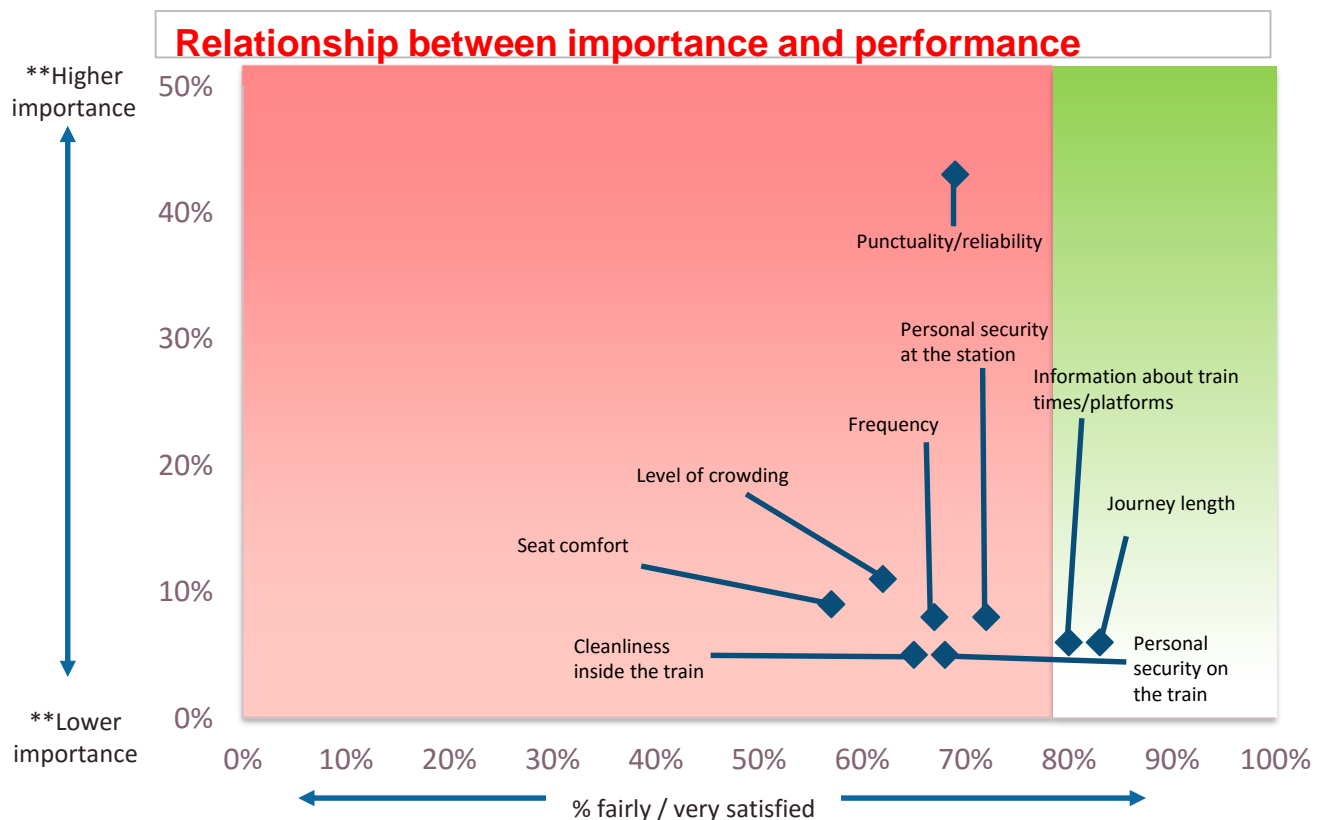 Relationship between importance and performance
**Higher
importance
50%
40%
30%
20%
10%
0%
**Lower
importance
Punctuality/reliability
Personal security
at the station
Information about train
times/platforms
Frequency
Level of crowding
Journey length
Seat comfort
Cleanliness
inside the train
Personal
security on
the train
0% 10% 20% 30% 40% 50% 60% 70% 80% 90% 100%
% fairly / very satisfied